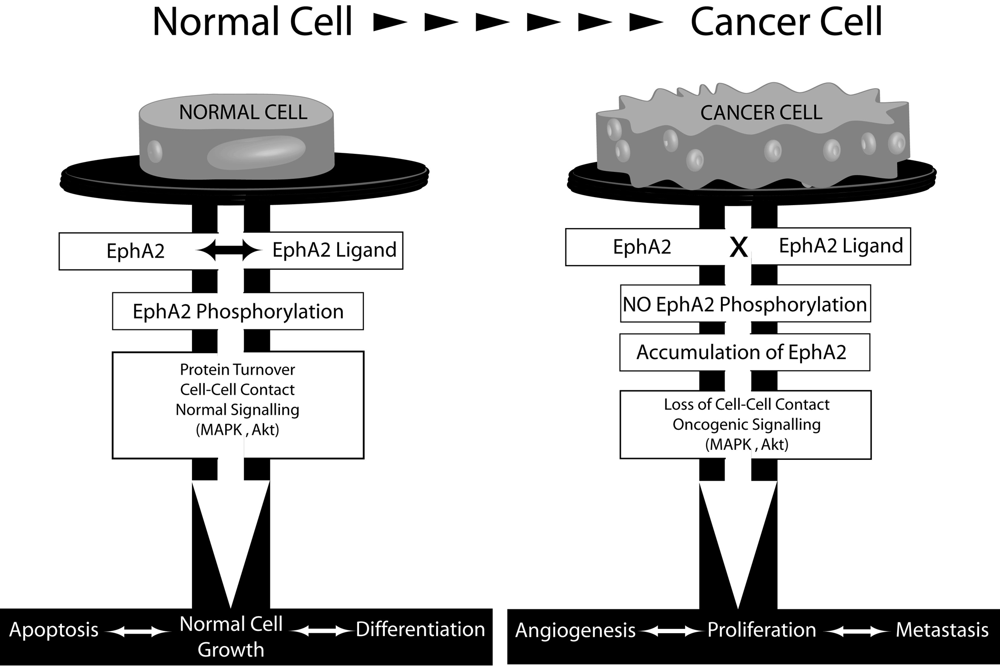 Normal Cell
Cancer Cell
NORMAL CELL
EphA2
EphA2 Ligand
EphA2 Phosphorylation
Protein Turnover
Cell-Cell Contact
Normal Signalling
(MAPK , Akt)
Apoptosis
Normal Cell
Growth
Differentiation
CANCER CELL
EphA2
X
EphA2 Ligand
NO EphA2 Phosphorylation
Accumulation of EphA2
Loss of Cell-Cell Contact
Oncogenic Signalling
(MAPK , Akt)
Angiogenesis
Proliferation
Metastasis